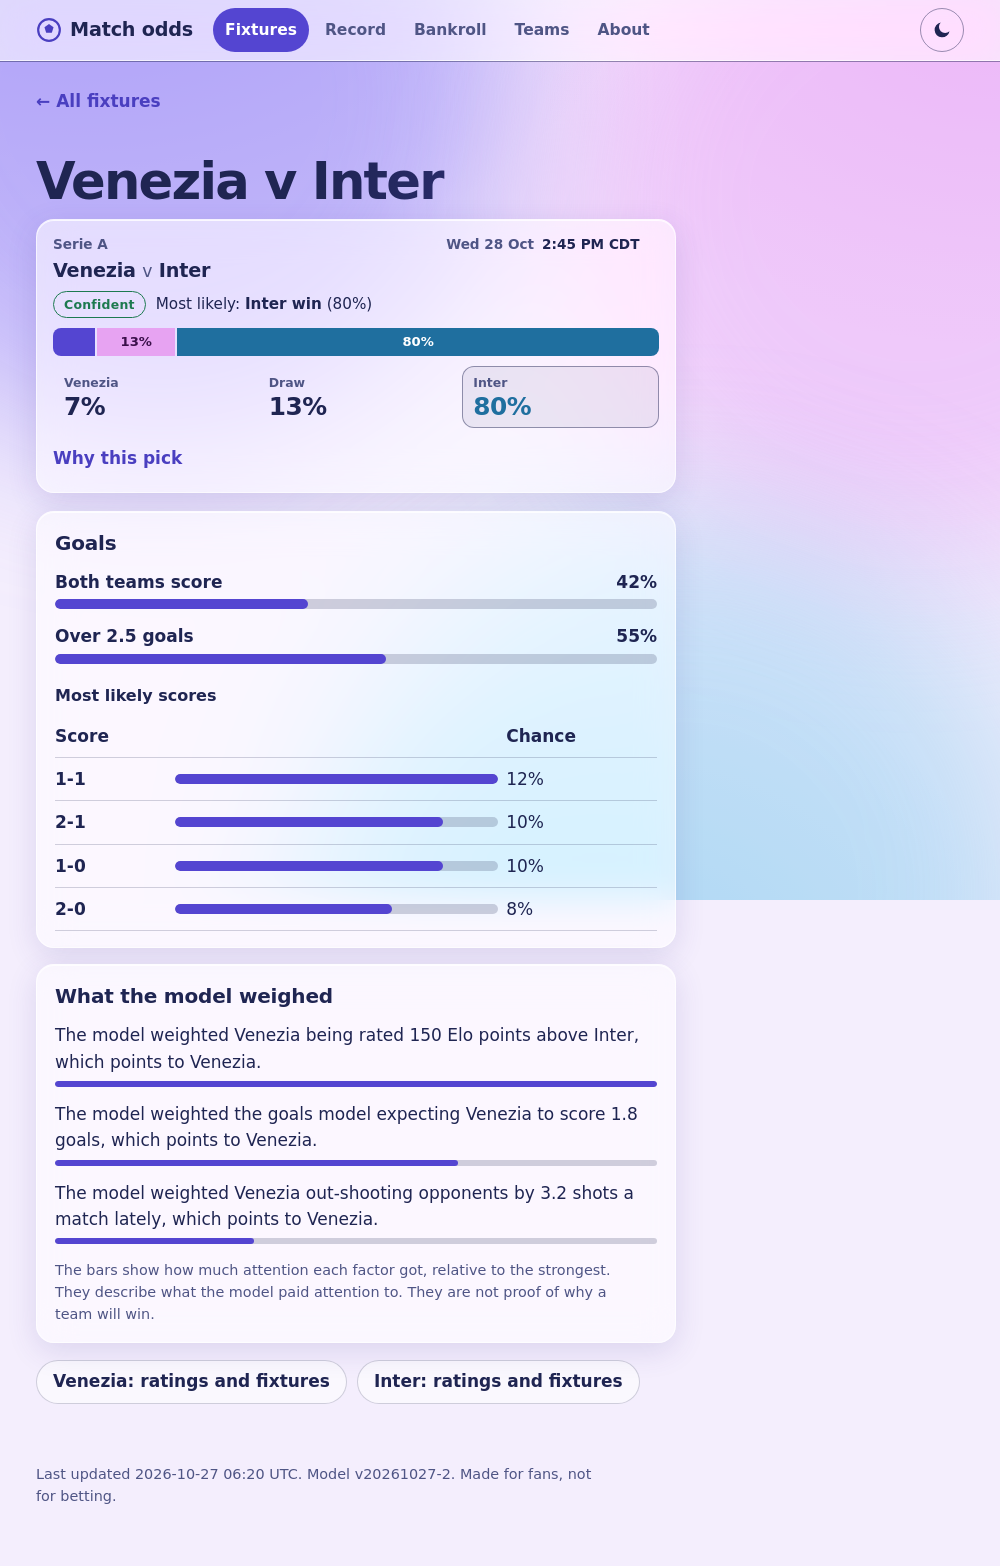 Match odds Fixtures Record Bankroll Teams About
← All fixtures
Venezia v Inter
Serie A Wed 28 Oct 2:45 PM CDT
Venezia v Inter
Confident Most likely: Inter win (80%)
13% 80%
Venezia Draw Inter
7% 13% 80%
Why this pick
Goals
Both teams score 42%
Over 2.5 goals 55%
Most likely scores
Score Chance
1-1 12%
2-1 10%
1-0 10%
2-0 8%
What the model weighed
The model weighted Venezia being rated 150 Elo points above Inter,
which points to Venezia.
The model weighted the goals model expecting Venezia to score 1.8
goals, which points to Venezia.
The model weighted Venezia out-shooting opponents by 3.2 shots a
match lately, which points to Venezia.
The bars show how much attention each factor got, relative to the strongest.
They describe what the model paid attention to. They are not proof of why a
team will win.
Venezia: ratings and fixtures Inter: ratings and fixtures
Last updated 2026-10-27 06:20 UTC. Model v20261027-2. Made for fans, not
for betting.